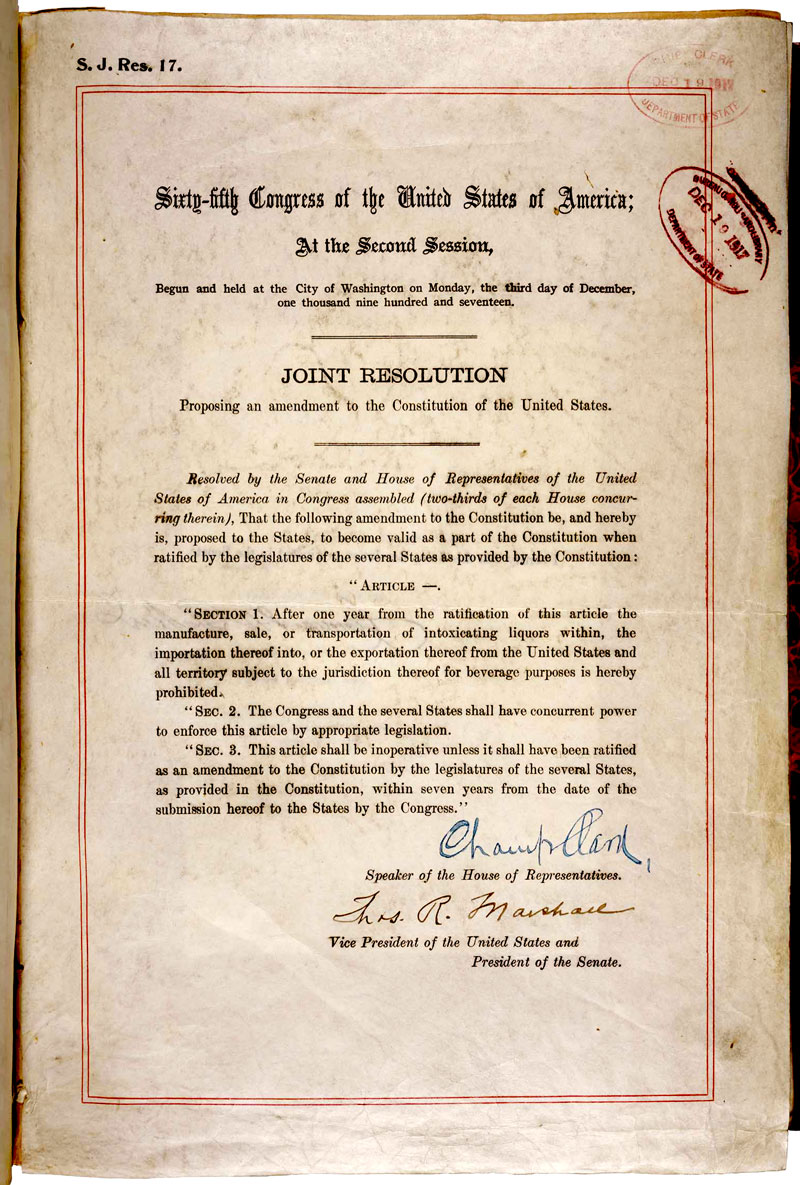 S. J. Res. 17.
CLERK
DEC 19 1917
DEPARTMENT OF STATE
DEC 19 1917
DEPARTMENT OF STATE
Sixty-fifth Congress of the United States of America;
At the Second Session,
Begun and held at the City of Washington on Monday, the third day of December,
one thousand nine hundred and seventeen.
JOINT RESOLUTION
Proposing an amendment to the Constitution of the United States.
Resolved by the Senate and House of Representatives of the United
States of America in Congress assembled (two-thirds of each House concur-
ring therein), That the following amendment to the Constitution be, and hereby
is, proposed to the States, to become valid as a part of the Constitution when
ratified by the legislatures of the several States as provided by the Constitution:
"ARTICLE —.
"SECTION 1. After one year from the ratification of this article the
manufacture, sale, or transportation of intoxicating liquors within, the
importation thereof into, or the exportation thereof from the United States and
all territory subject to the jurisdiction thereof for beverage purposes is hereby
prohibited.
"SEC. 2. The Congress and the several States shall have concurrent power
to enforce this article by appropriate legislation.
"SEC. 3. This article shall be inoperative unless it shall have been ratified
as an amendment to the Constitution by the legislatures of the several States,
as provided in the Constitution, within seven years from the date of the
submission hereof to the States by the Congress."
Champ Clark
Speaker of the House of Representatives.
Thos. R. Marshall
Vice President of the United States and
President of the Senate.